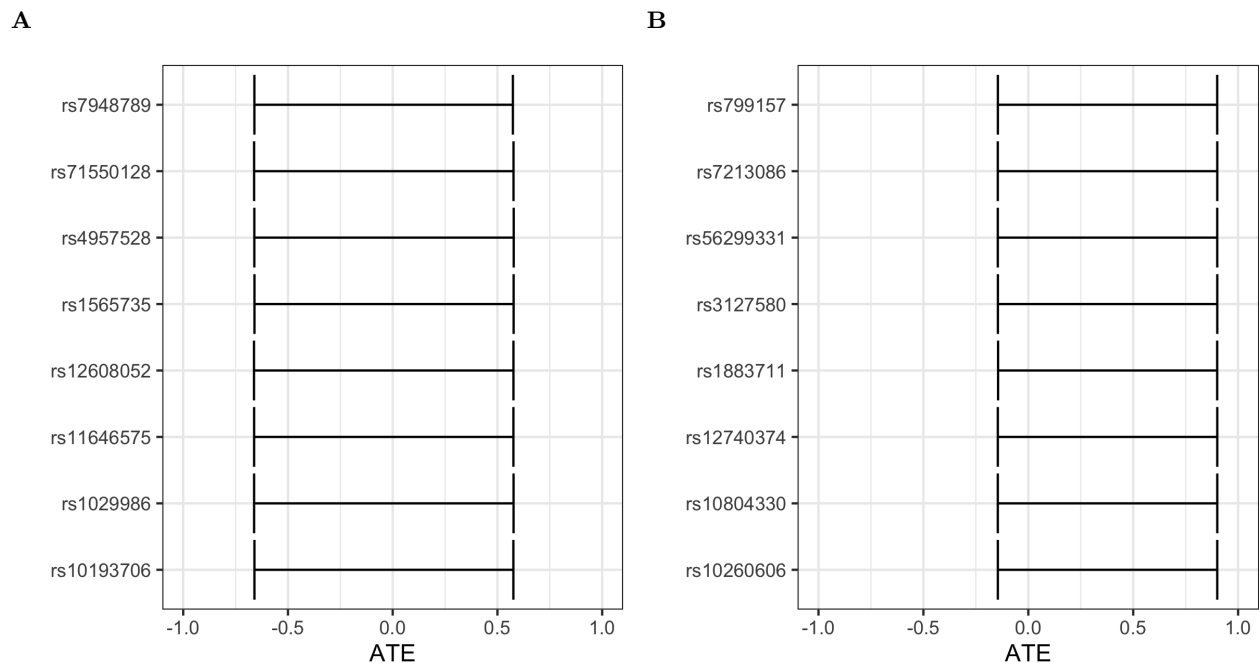 A
rs7948789
rs71550128
rs4957528
rs1565735
rs12608052
rs11646575
rs1029986
rs10193706
-1.0 -0.5 0.0 0.5 1.0
ATE
B
rs799157
rs7213086
rs56299331
rs3127580
rs1883711
rs12740374
rs10804330
rs10260606
-1.0 -0.5 0.0 0.5 1.0
ATE